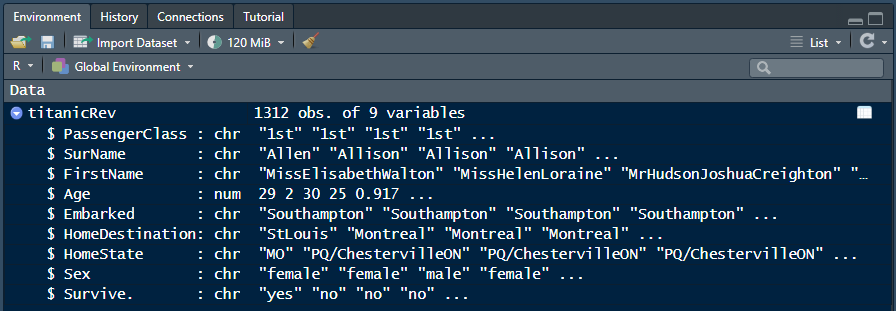 Environment History Connections Tutorial
Import Dataset 120 MiB List
R Global Environment
Data
titanicRev 1312 obs. of 9 variables
$ PassengerClass : chr "1st" "1st" "1st" "1st" ...
$ SurName : chr "Allen" "Allison" "Allison" "Allison" ...
$ FirstName : chr "MissElisabethWalton" "MissHelenLoraine" "MrHudsonJoshuaCreighton" "…
$ Age : num 29 2 30 25 0.917 ...
$ Embarked : chr "Southampton" "Southampton" "Southampton" "Southampton" ...
$ HomeDestination: chr "StLouis" "Montreal" "Montreal" "Montreal" ...
$ HomeState : chr "MO" "PQ/ChestervilleON" "PQ/ChestervilleON" "PQ/ChestervilleON" ...
$ Sex : chr "female" "female" "male" "female" ...
$ Survive. : chr "yes" "no" "no" "no" ...